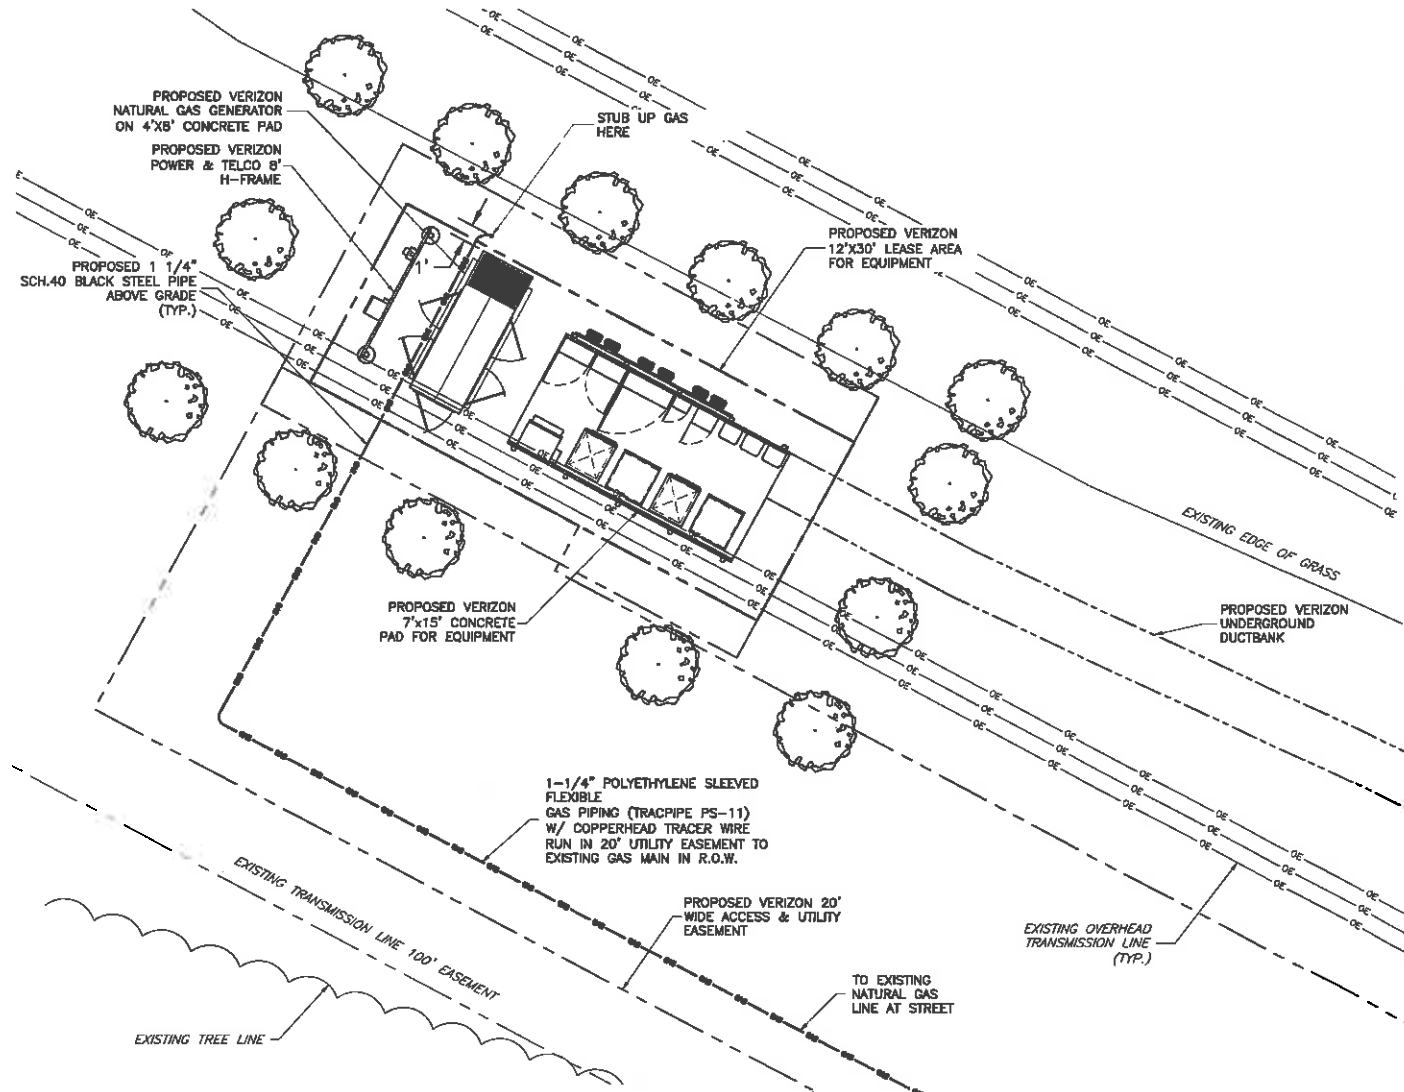 PROPOSED VERIZON
NATURAL GAS GENERATOR
ON 4'X8' CONCRETE PAD
PROPOSED VERIZON
POWER & TELCO 8'
H-FRAME
STUB UP GAS
HERE
PROPOSED VERIZON
12'X30' LEASE AREA
FOR EQUIPMENT
PROPOSED 1 1/4"
SCH.40 BLACK STEEL PIPE
ABOVE GRADE
(TYP.)
1'
EXISTING EDGE OF GRASS
PROPOSED VERIZON
UNDERGROUND
DUCTBANK
PROPOSED VERIZON
7'x15' CONCRETE
PAD FOR EQUIPMENT
1-1/4" POLYETHYLENE SLEEVED
FLEXIBLE
GAS PIPING (TRACPIPE PS-11)
W/ COPPERHEAD TRACER WIRE
RUN IN 20' UTILITY EASEMENT TO
EXISTING GAS MAIN IN R.O.W.
EXISTING TRANSMISSION LINE 100' EASEMENT
PROPOSED VERIZON 20'
WIDE ACCESS & UTILITY
EASEMENT
EXISTING OVERHEAD
TRANSMISSION LINE
(TYP.)
TO EXISTING
NATURAL GAS
LINE AT STREET
EXISTING TREE LINE
OE